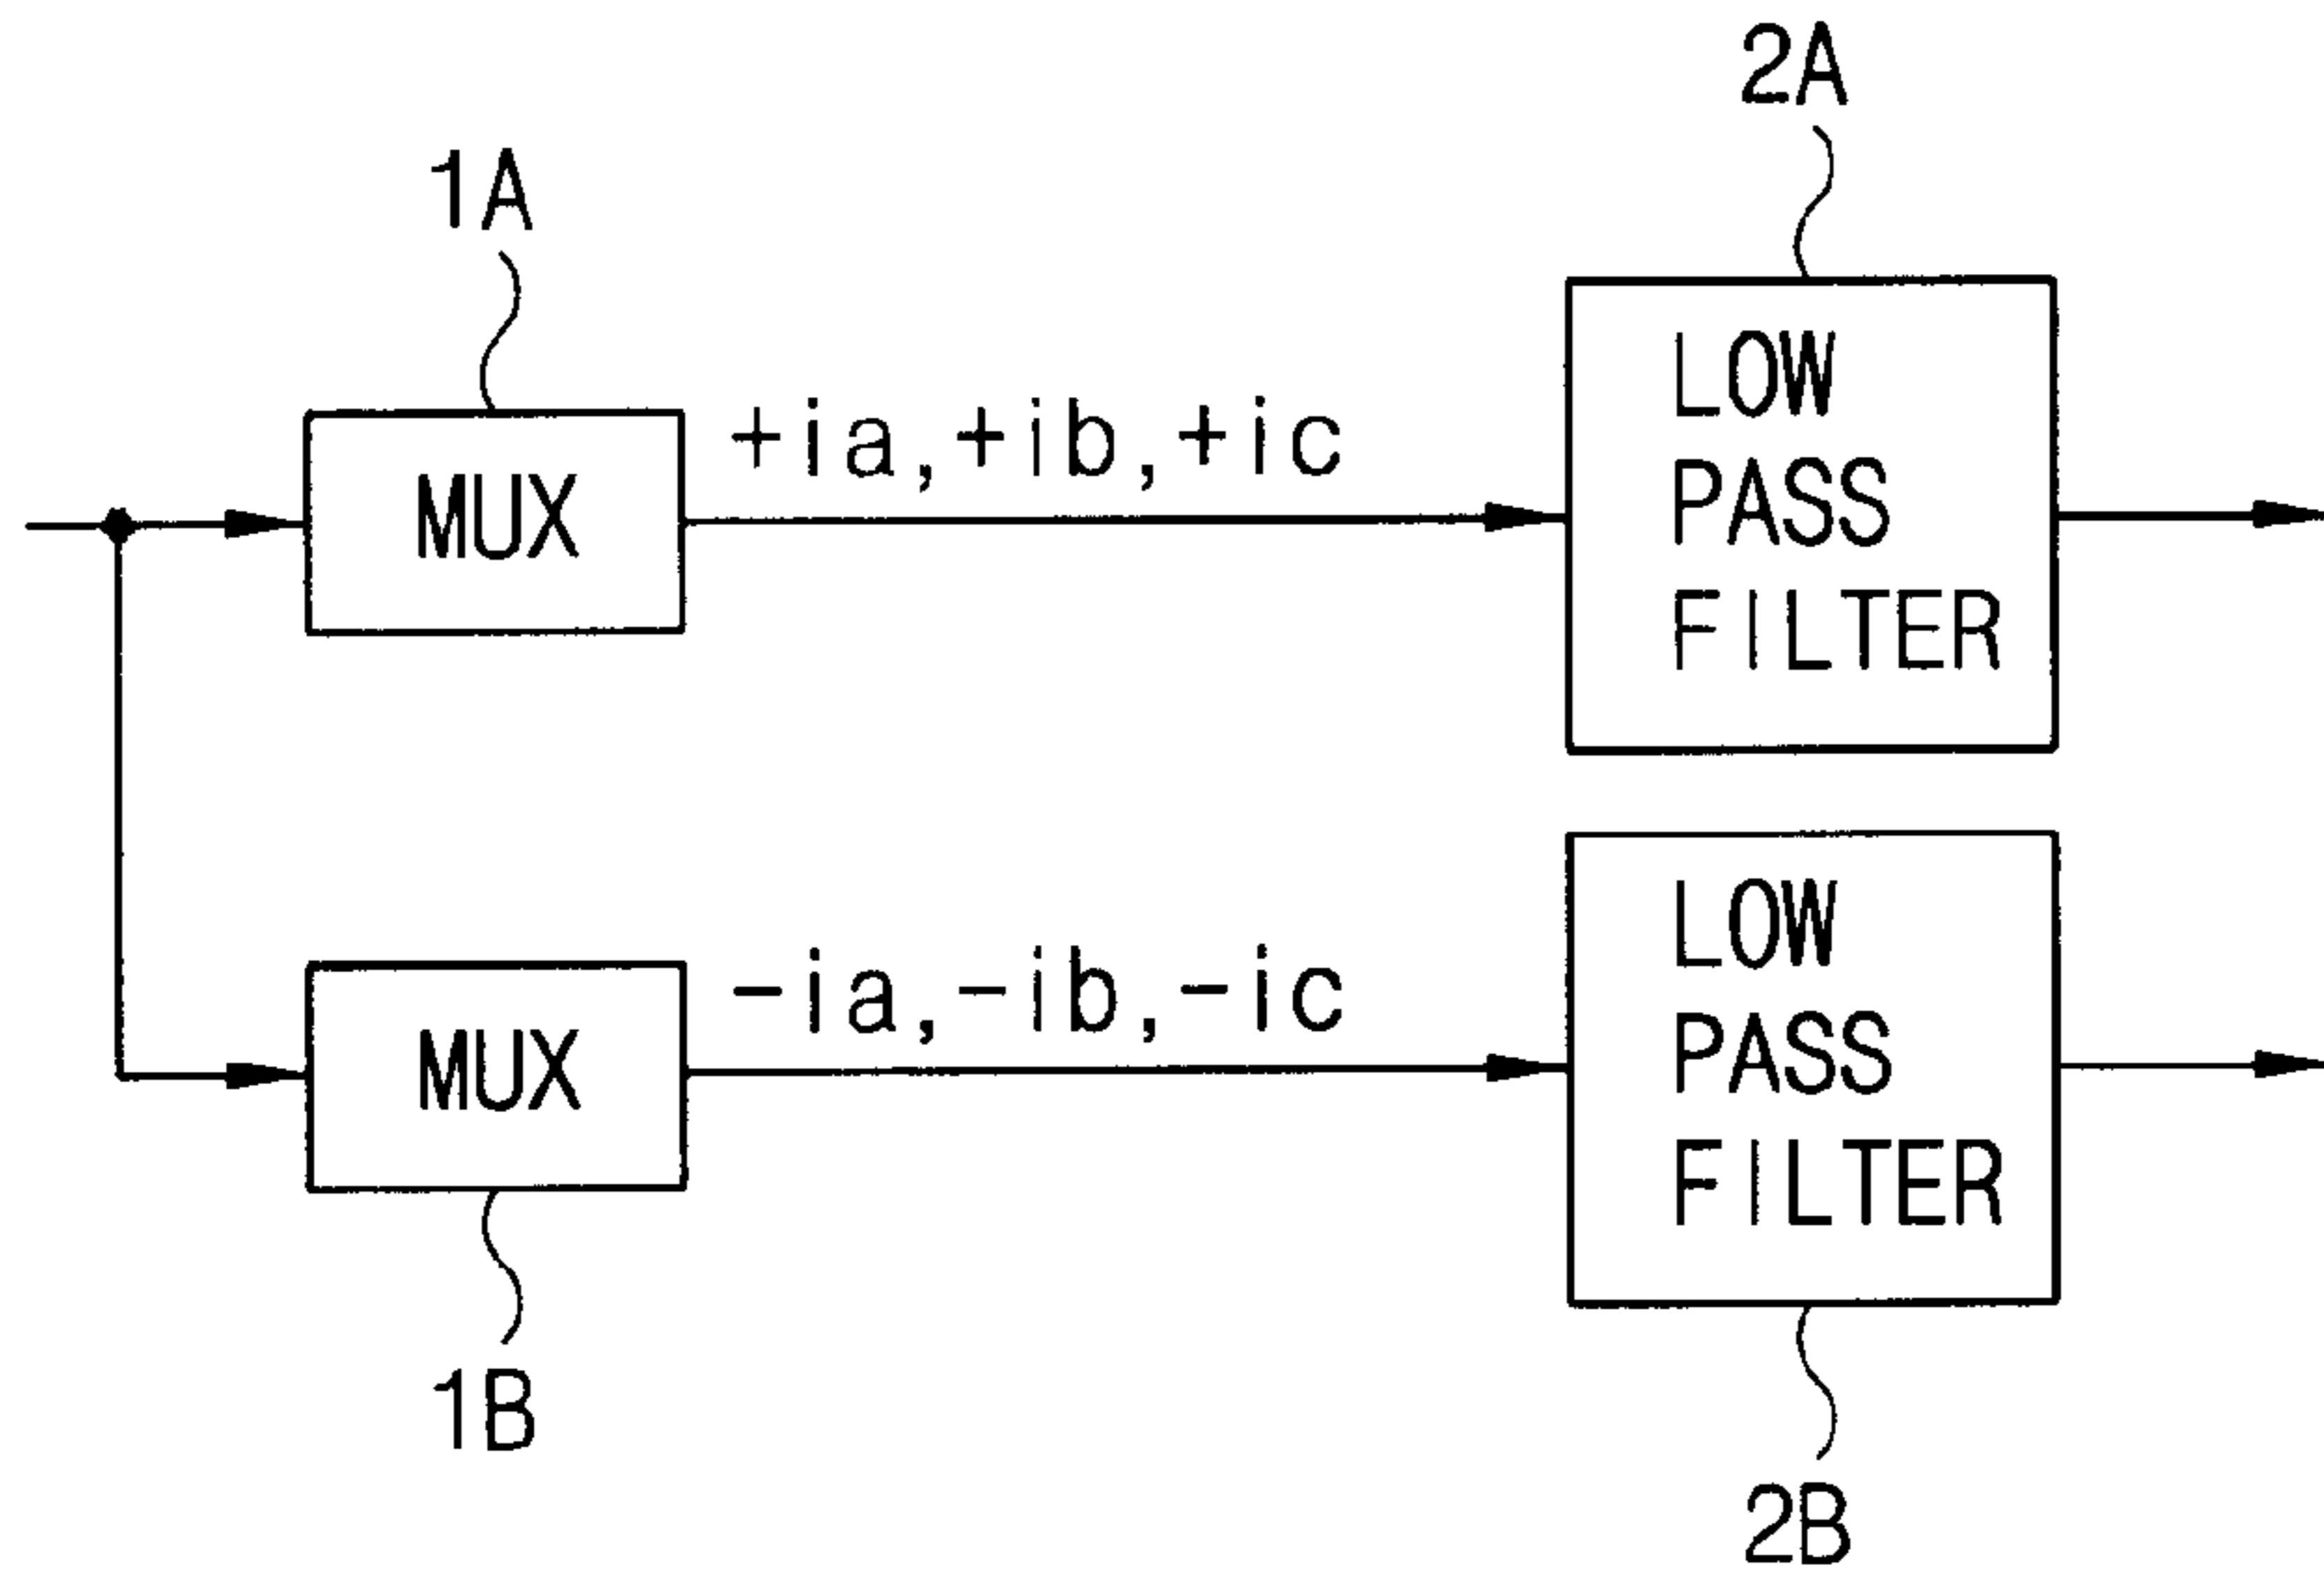 2A
1A
LOW
PASS
FILTER
MUX
+ia,+ib,+ic
LOW
PASS
FILTER
MUX
-ia,-ib,-ic
1B
2B